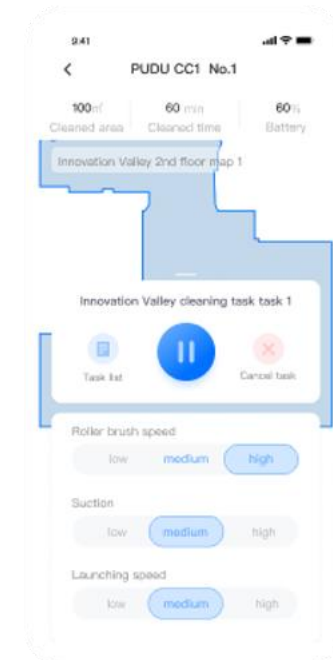 9:41
PUDU CC1 No.1
100㎡ 60 min 60%
Cleaned area Cleaned time Battery
Innovation Valley 2nd floor map 1
Innovation Valley cleaning task task 1
Task list Cancel task
Roller brush speed
low medium high
Suction
low medium high
Launching speed
low medium high